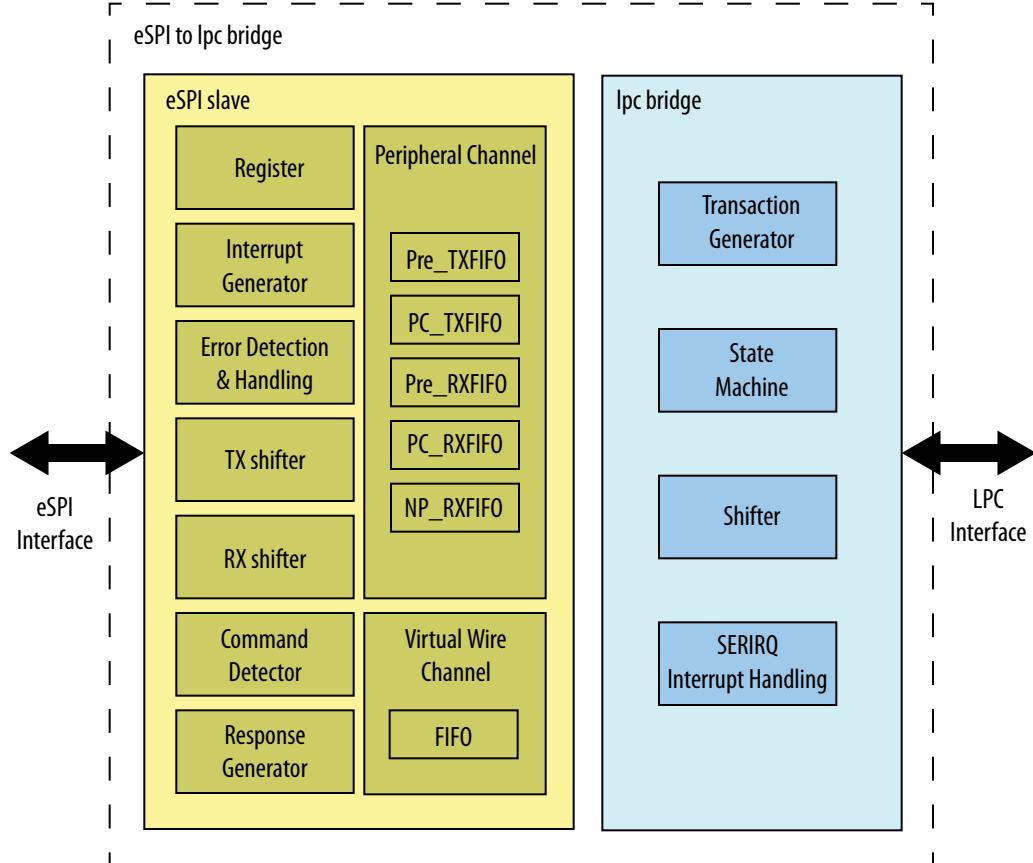 eSPI to lpc bridge
eSPI slave
Register
Interrupt
Generator
Error Detection
& Handling
TX shifter
RX shifter
Command
Detector
Response
Generator
Peripheral Channel
Pre_TXFIFO
PC_TXFIFO
Pre_RXFIFO
PC_RXFIFO
NP_RXFIFO
Virtual Wire
Channel
FIFO
lpc bridge
Transaction
Generator
State
Machine
Shifter
SERIRQ
Interrupt Handling
eSPI
Interface
LPC
Interface